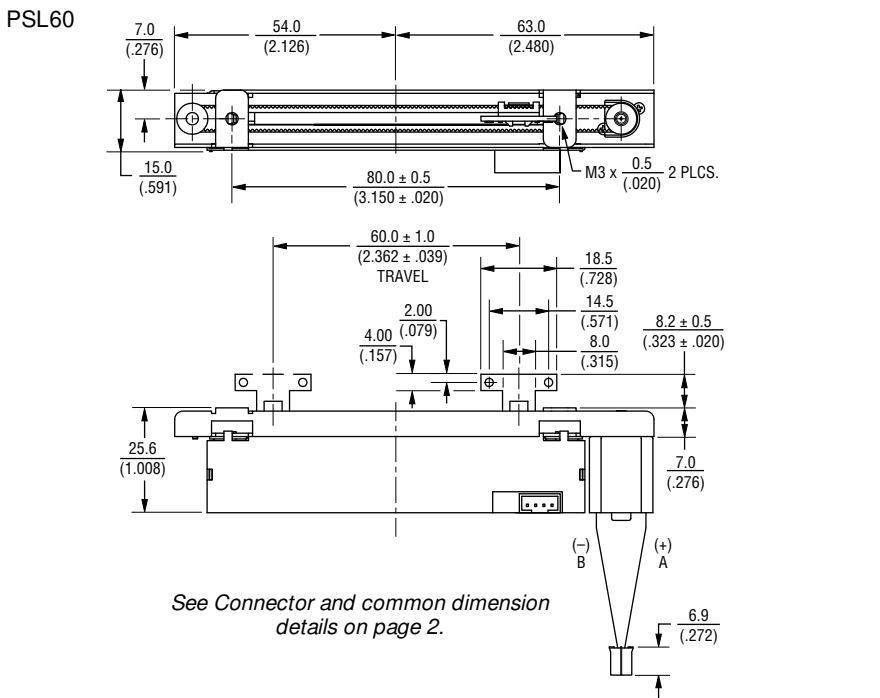 PSL60
7.0
(.276)
54.0
(2.126)
63.0
(2.480)
15.0
(.591)
80.0 ± 0.5
(3.150 ± .020)
M3 x 0.5 2 PLCS.
(.020)
60.0 ± 1.0
(2.362 ± .039)
TRAVEL
18.5
(.728)
14.5
(.571)
8.0
(.315)
2.00
(.079)
4.00
(.157)
8.2 ± 0.5
(.323 ± .020)
25.6
(1.008)
7.0
(.276)
(–)
B
(+)
A
See Connector and common dimension
details on page 2.
6.9
(.272)